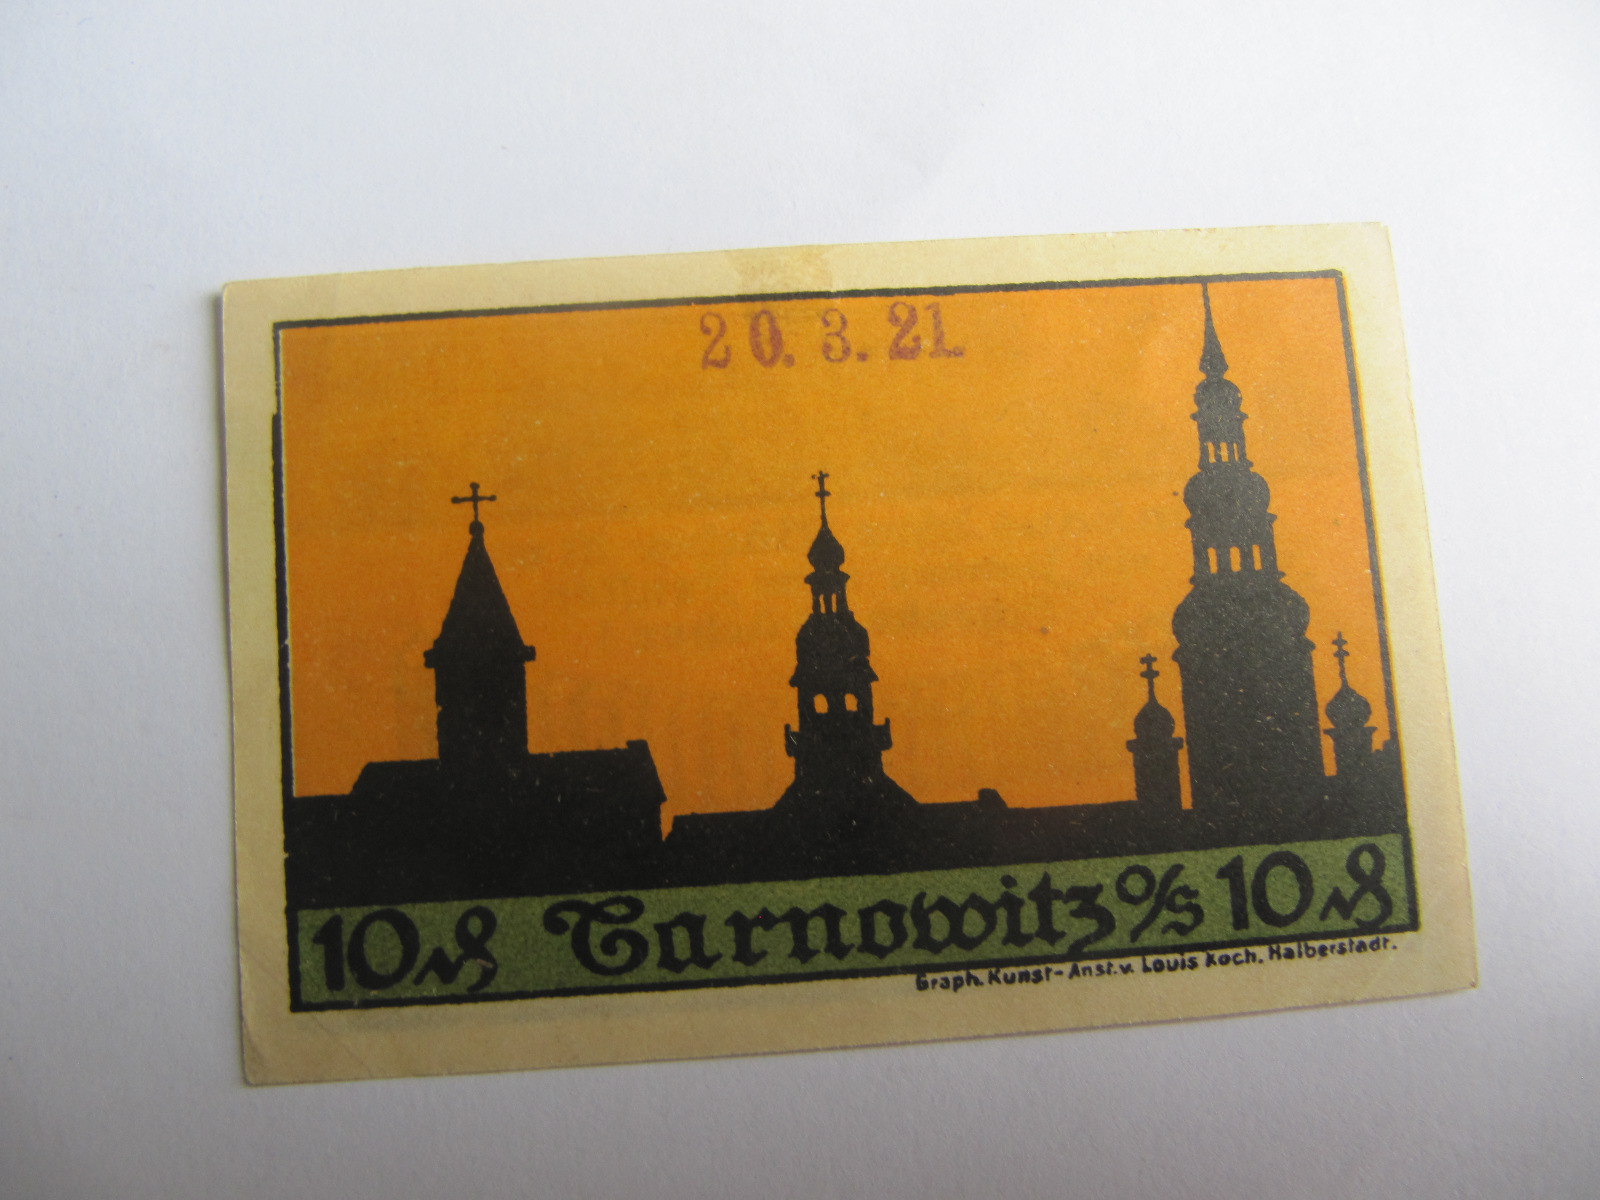 20. 3. 21.
10₰ Tarnowitz O/S 10₰
Graph. Kunst-Anst. v. Louis Koch, Halberstadt.